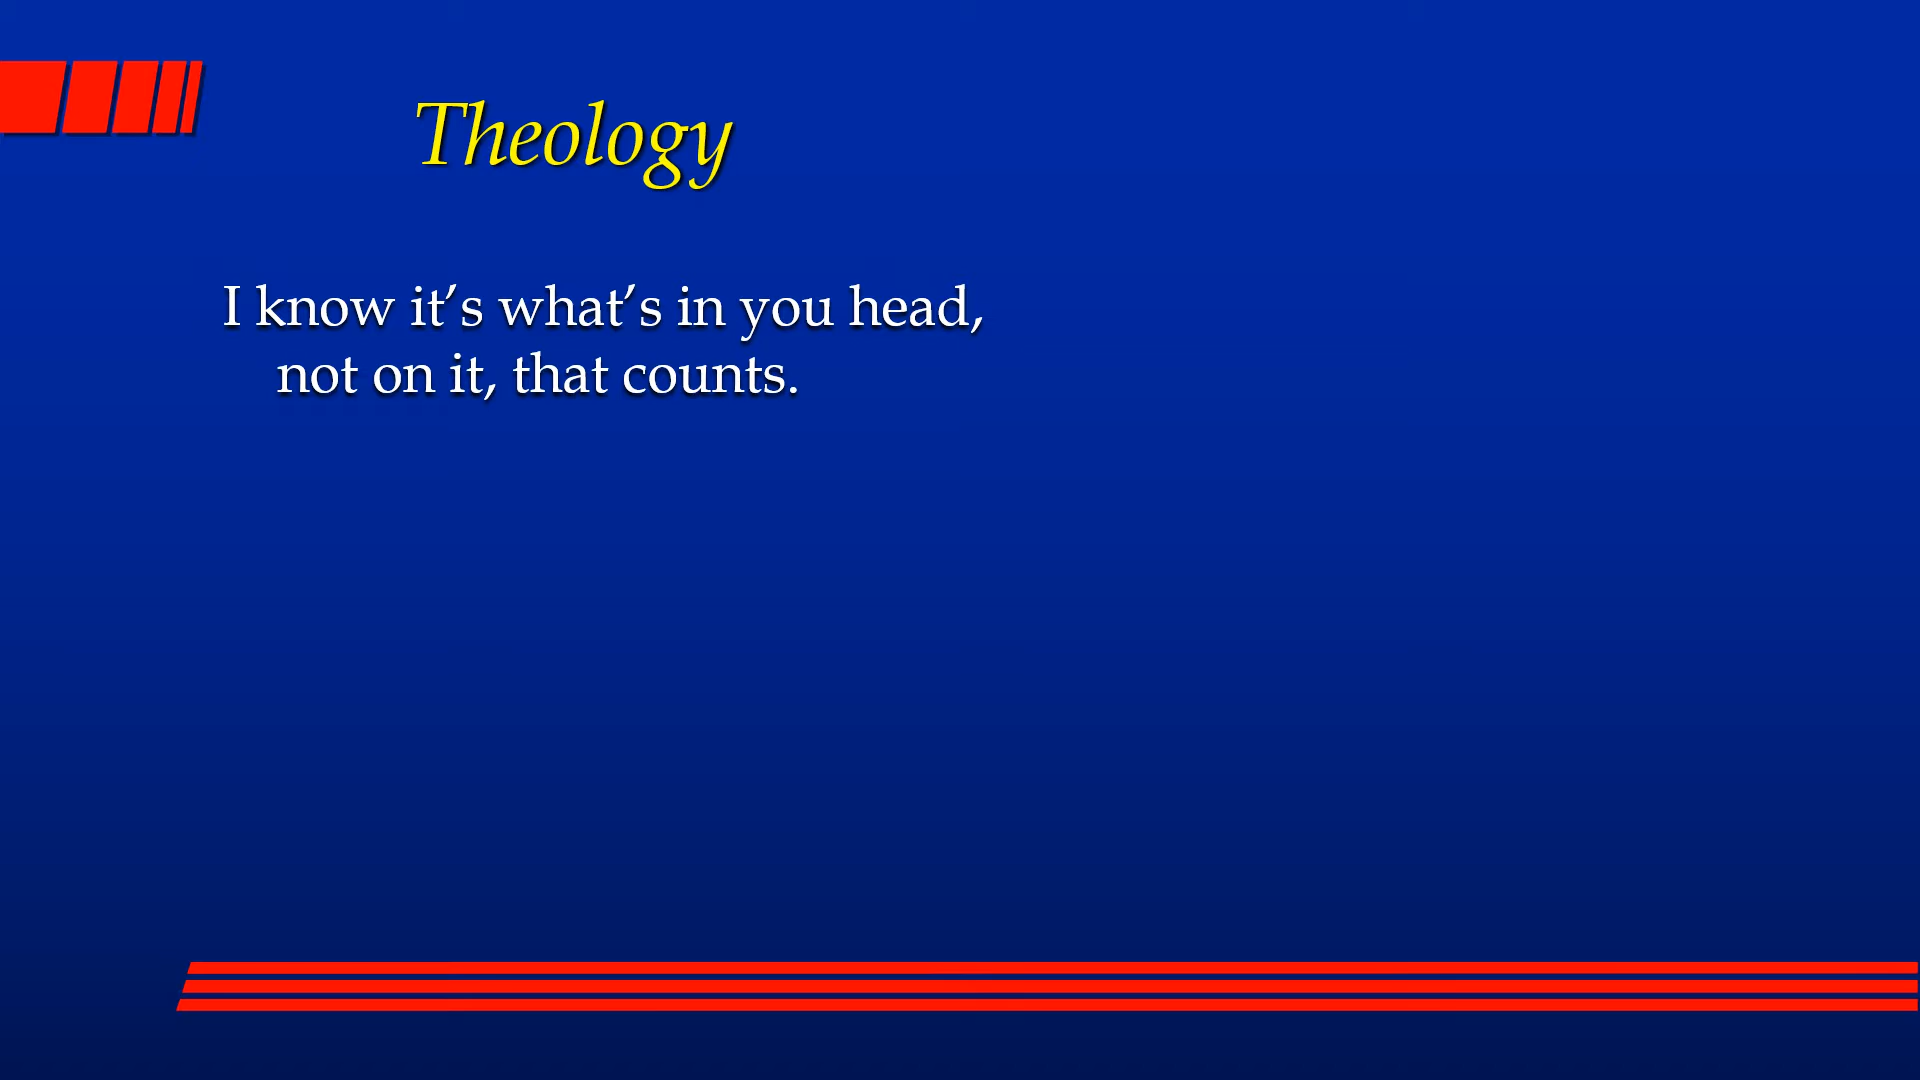 Theology
I know it’s what’s in you head,
not on it, that counts.